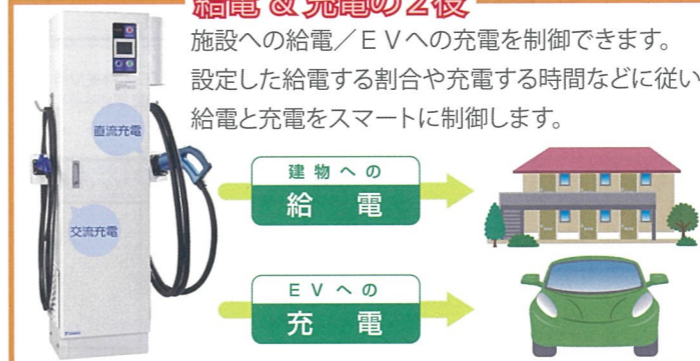 給電 & 充電の2役
施設への給電／ＥＶへの充電を制御できます。
設定した給電する割合や充電する時間などに従い
給電と充電をスマートに制御します。
直流充電
建物への
給 電
交流充電
ＥＶへの
充 電